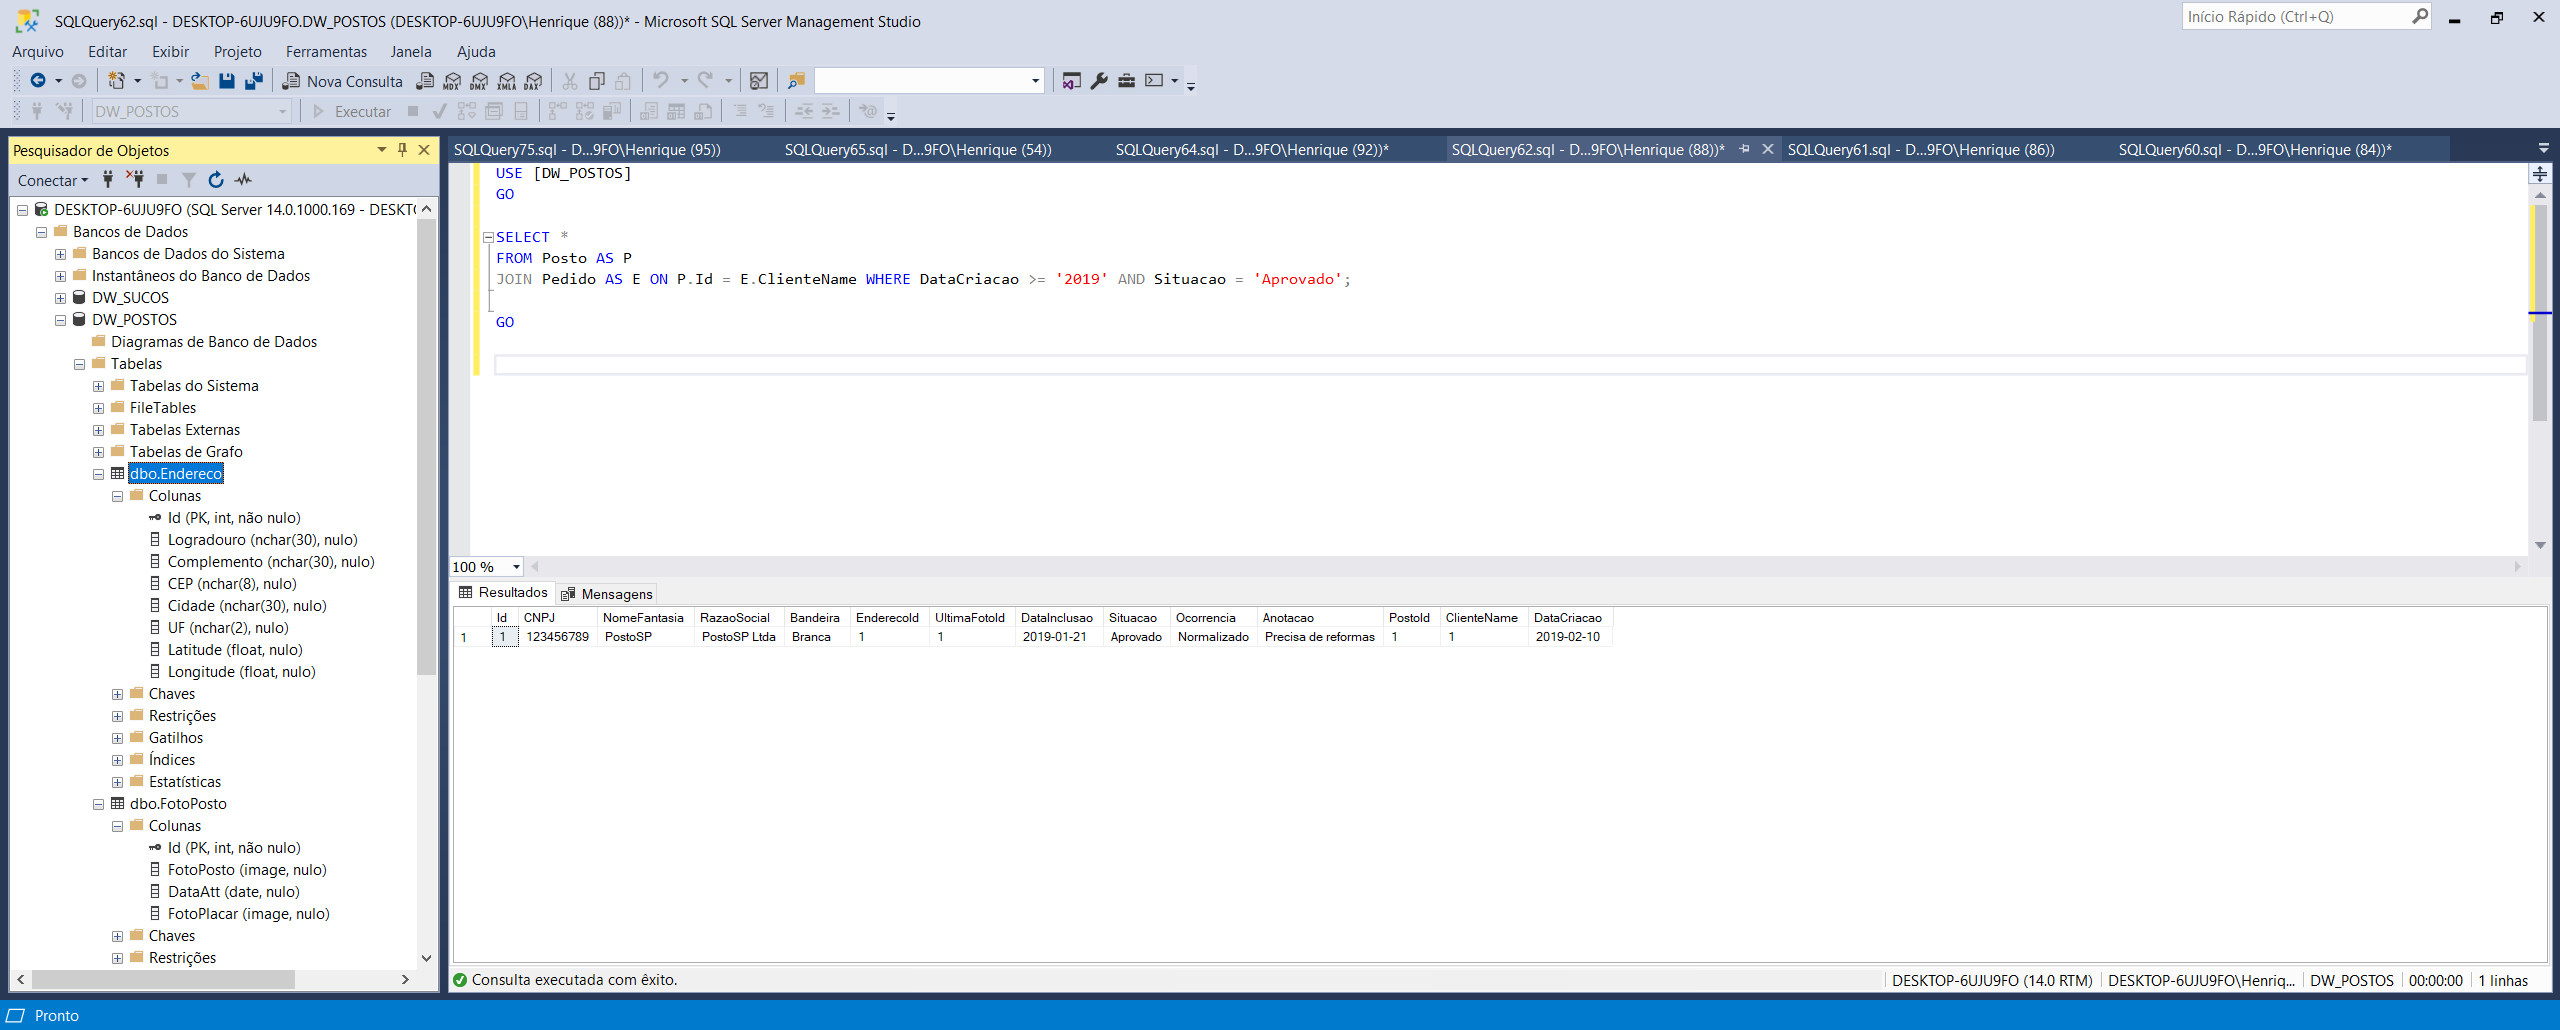 SQLQuery62.sql - DESKTOP-6UJU9FO.DW_POSTOS (DESKTOP-6UJU9FO\Henrique (88))* - Microsoft SQL Server Management Studio
Início Rápido (Ctrl+Q)
Arquivo Editar Exibir Projeto Ferramentas Janela Ajuda
Nova Consulta MDX DMX XMLA DAX
DW_POSTOS Executar
Pesquisador de Objetos
Conectar
DESKTOP-6UJU9FO (SQL Server 14.0.1000.169 - DESKT
Bancos de Dados
Bancos de Dados do Sistema
Instantâneos do Banco de Dados
DW_SUCOS
DW_POSTOS
Diagramas de Banco de Dados
Tabelas
Tabelas do Sistema
FileTables
Tabelas Externas
Tabelas de Grafo
dbo.Endereco
Colunas
Id (PK, int, não nulo)
Logradouro (nchar(30), nulo)
Complemento (nchar(30), nulo)
CEP (nchar(8), nulo)
Cidade (nchar(30), nulo)
UF (nchar(2), nulo)
Latitude (float, nulo)
Longitude (float, nulo)
Chaves
Restrições
Gatilhos
Índices
Estatísticas
dbo.FotoPosto
Colunas
Id (PK, int, não nulo)
FotoPosto (image, nulo)
DataAtt (date, nulo)
FotoPlacar (image, nulo)
Chaves
Restrições
SQLQuery75.sql - D...9FO\Henrique (95)) SQLQuery65.sql - D...9FO\Henrique (54)) SQLQuery64.sql - D...9FO\Henrique (92))* SQLQuery62.sql - D...9FO\Henrique (88))* SQLQuery61.sql - D...9FO\Henrique (86)) SQLQuery60.sql - D...9FO\Henrique (84))*
USE [DW_POSTOS]
GO
SELECT *
FROM Posto AS P
JOIN Pedido AS E ON P.Id = E.ClienteName WHERE DataCriacao >= '2019' AND Situacao = 'Aprovado';
GO
100 %
Resultados Mensagens
Id CNPJ NomeFantasia RazaoSocial Bandeira EnderecoId UltimaFotoId DataInclusao Situacao Ocorrencia Anotacao PostoId ClienteName DataCriacao
1 1 123456789 PostoSP PostoSP Ltda Branca 1 1 2019-01-21 Aprovado Normalizado Precisa de reformas 1 1 2019-02-10
Consulta executada com êxito.
DESKTOP-6UJU9FO (14.0 RTM) DESKTOP-6UJU9FO\Henriq... DW_POSTOS 00:00:00 1 linhas
Pronto